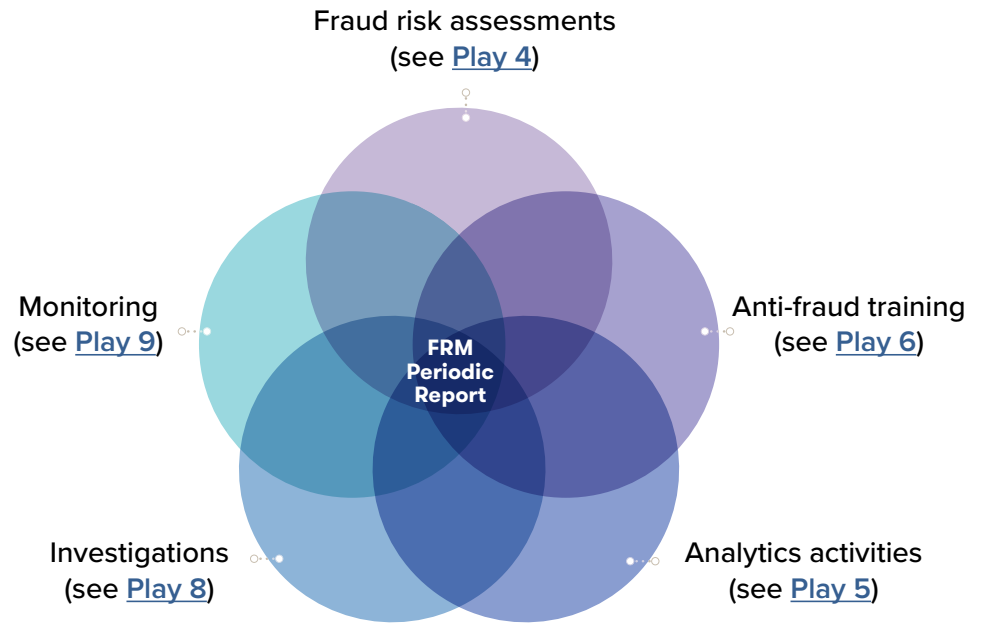 Fraud risk assessments
(see Play 4)
Monitoring
(see Play 9)
FRM
Periodic
Report
Anti-fraud training
(see Play 6)
Investigations
(see Play 8)
Analytics activities
(see Play 5)